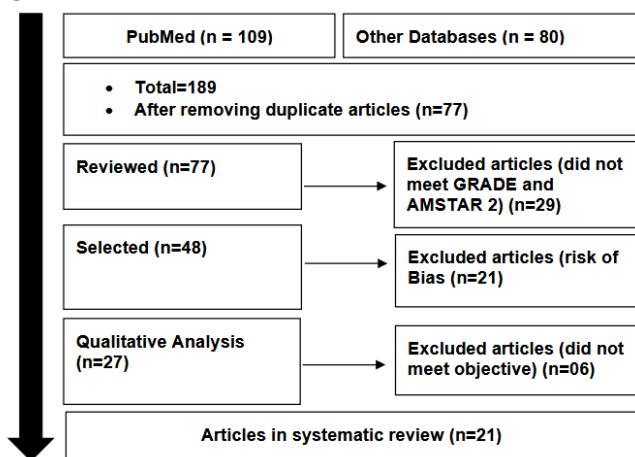 PubMed (n = 109)
Other Databases (n = 80)
• Total=189
• After removing duplicate articles (n=77)
Reviewed (n=77)
Excluded articles (did not
meet GRADE and
AMSTAR 2) (n=29)
Selected (n=48)
Excluded articles (risk of
Bias (n=21)
Qualitative Analysis
(n=27)
Excluded articles (did not
meet objective) (n=06)
Articles in systematic review (n=21)